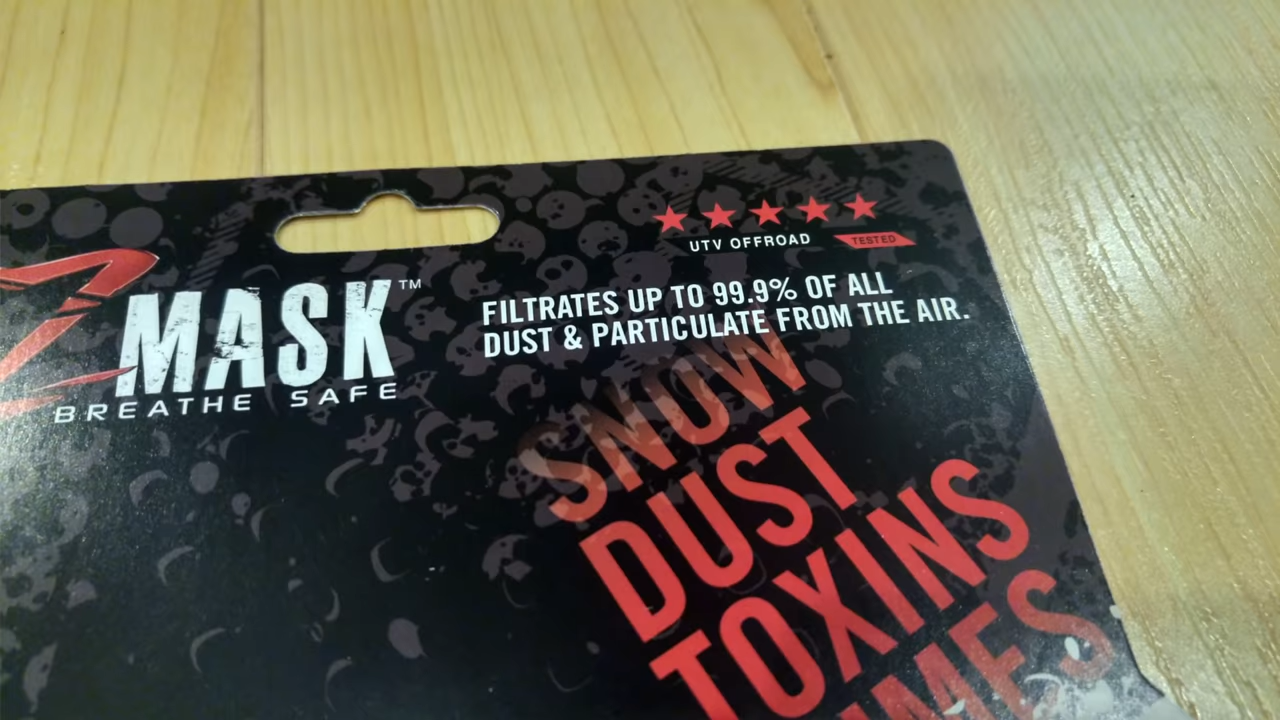 MASK™
BREATHE SAFE
UTV OFFROAD TESTED
FILTRATES UP TO 99.9% OF ALL
DUST & PARTICULATE FROM THE AIR.
SNOW
DUST
TOXINS